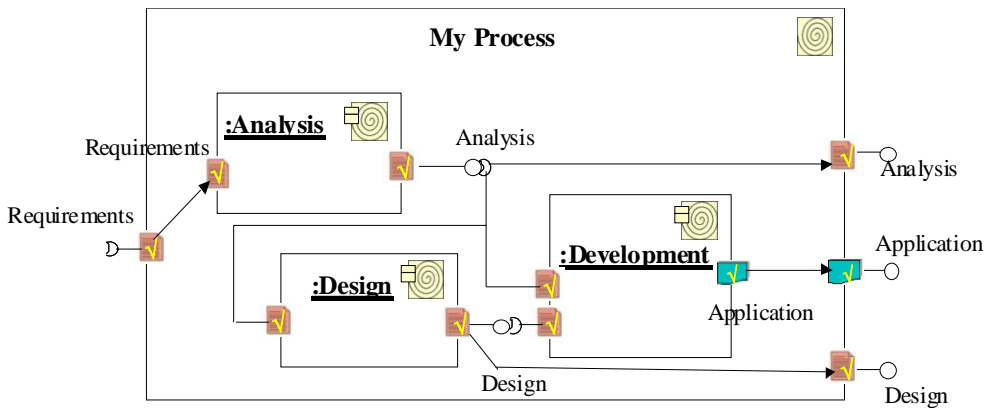 My Process
:Analysis
Analysis
Requirements
Analysis
Requirements
:Development
Application
:Design
Application
Design
Design